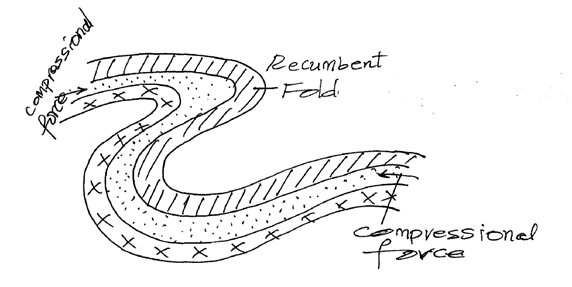 compressional
force
Recumbent
Fold
compressional
force